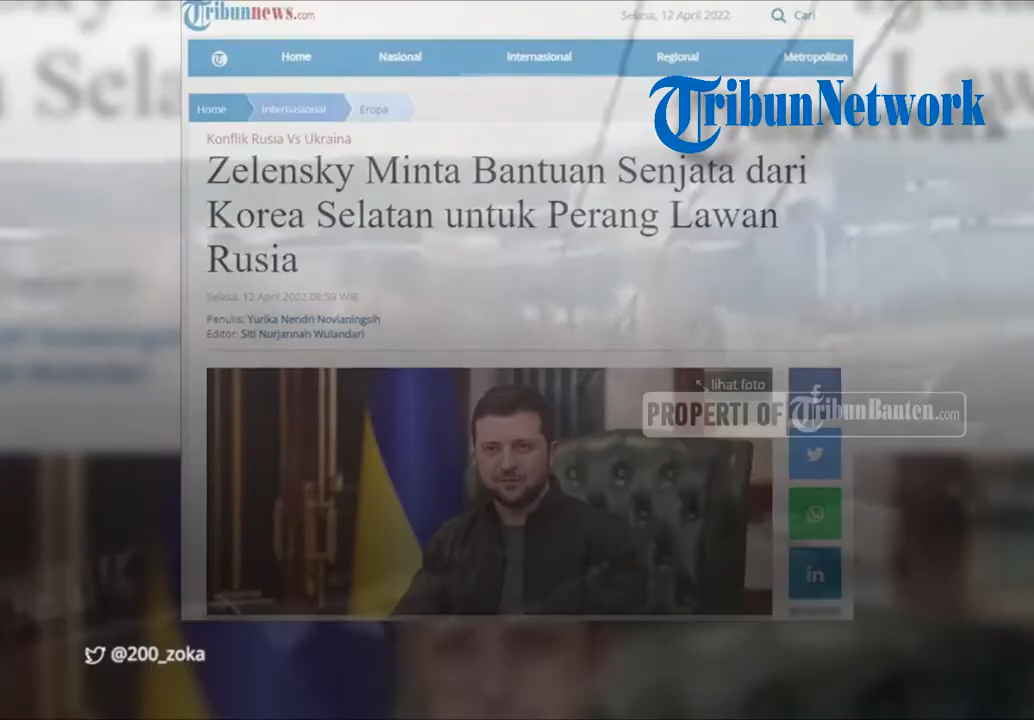 Tribunnews.com
Selasa, 12 April 2022
Cari
Home
Nasional
Internasional
Regional
Metropolitan
TribunNetwork
Home
Internasional
Eropa
Konflik Rusia Vs Ukraina
Zelensky Minta Bantuan Senjata dari
Korea Selatan untuk Perang Lawan
Rusia
Selasa, 12 April 2022 08:59 WIB
Penulis: Yurika Nendri Novianingsih
Editor: Siti Nurjannah Wulandari
lihat foto
PROPERTI OF TribunBanten.com
@200_zoka